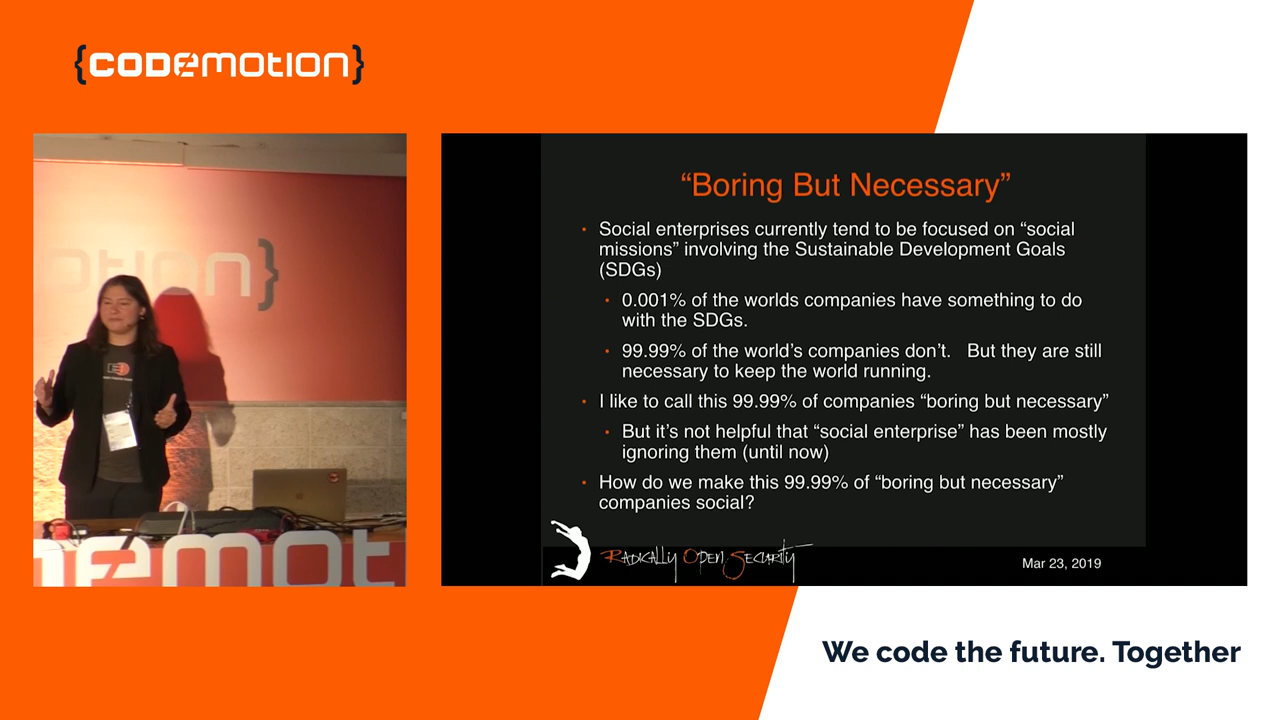 {CODEMOTION}
otion}
"Boring But Necessary"
• Social enterprises currently tend to be focused on "social
missions" involving the Sustainable Development Goals
(SDGs)
• 0.001% of the worlds companies have something to do
with the SDGs.
• 99.99% of the world's companies don't. But they are still
necessary to keep the world running.
• I like to call this 99.99% of companies "boring but necessary"
• But it's not helpful that "social enterprise" has been mostly
ignoring them (until now)
• How do we make this 99.99% of "boring but necessary"
companies social?
Radically Open Security
Mar 23, 2019
emot
We code the future. Together